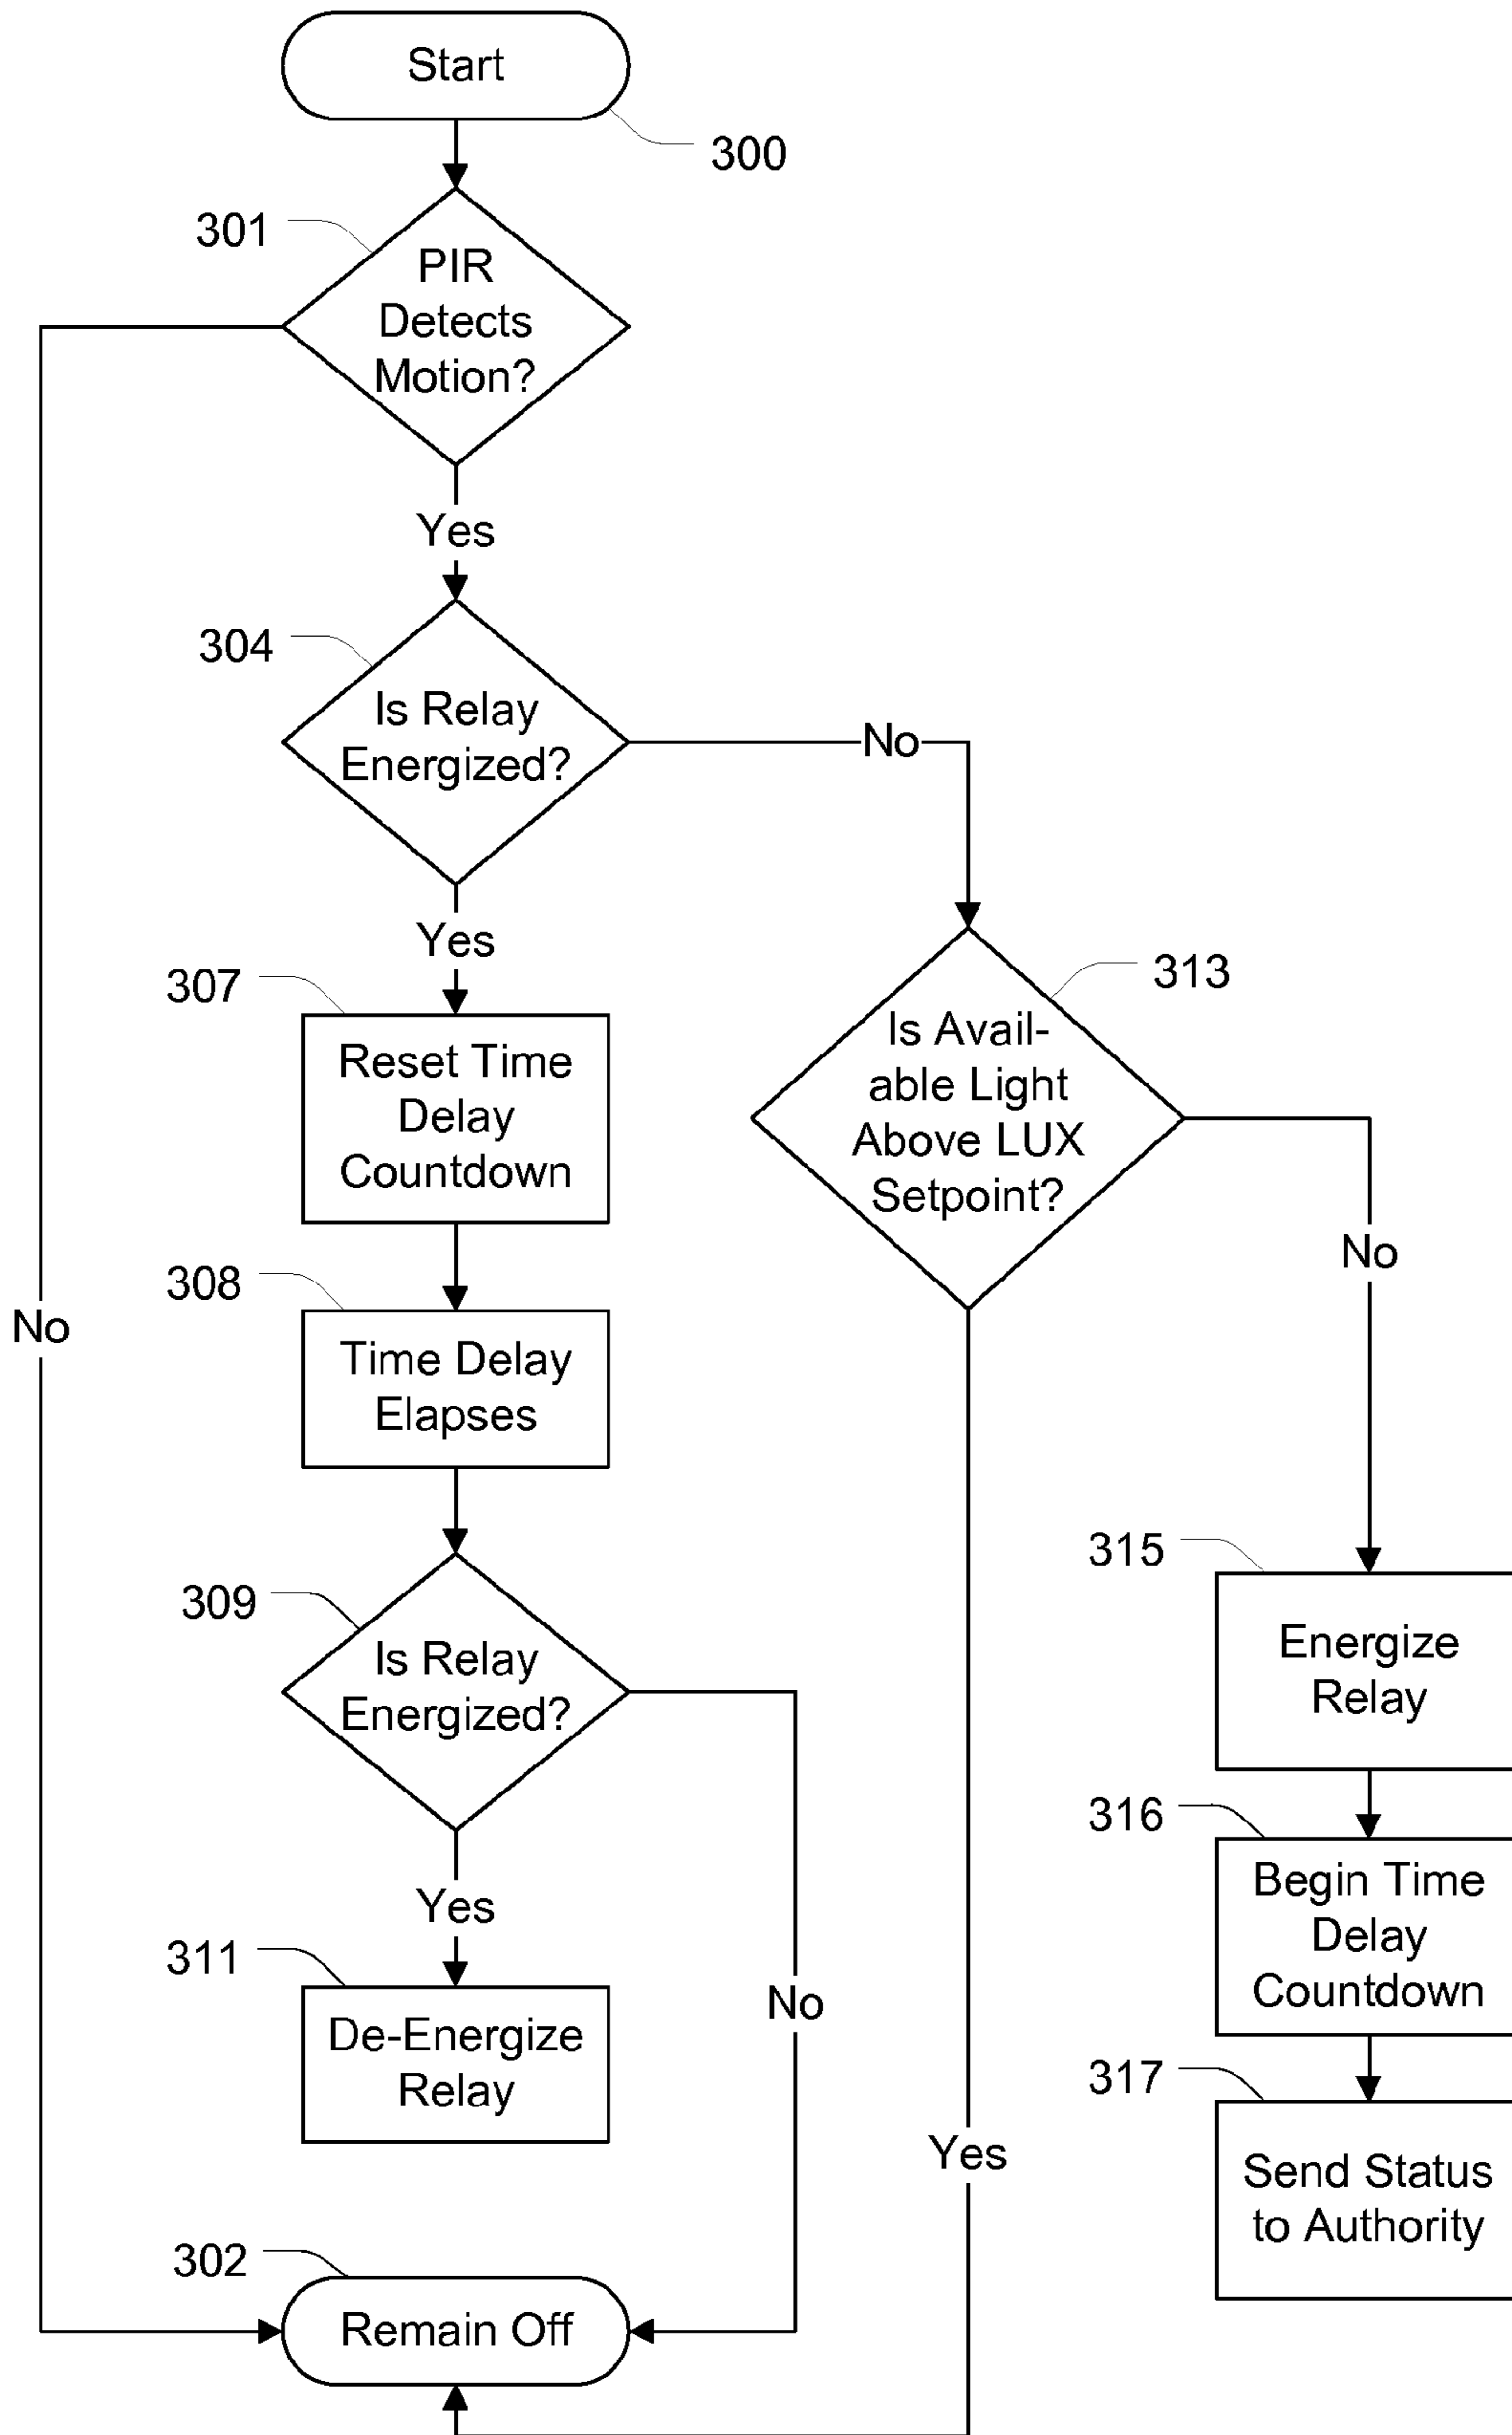 Start
300
301
PIR
Detects
Motion?
Yes
304
Is Relay
Energized?
No
Yes
307
Reset Time
Delay
Countdown
313
Is Avail-
able Light
Above LUX
Setpoint?
No
308
Time Delay
Elapses
No
309
Is Relay
Energized?
315
Energize
Relay
316
Begin Time
Delay
Countdown
Yes
311
De-Energize
Relay
No
317
Send Status
to Authority
Yes
302
Remain Off